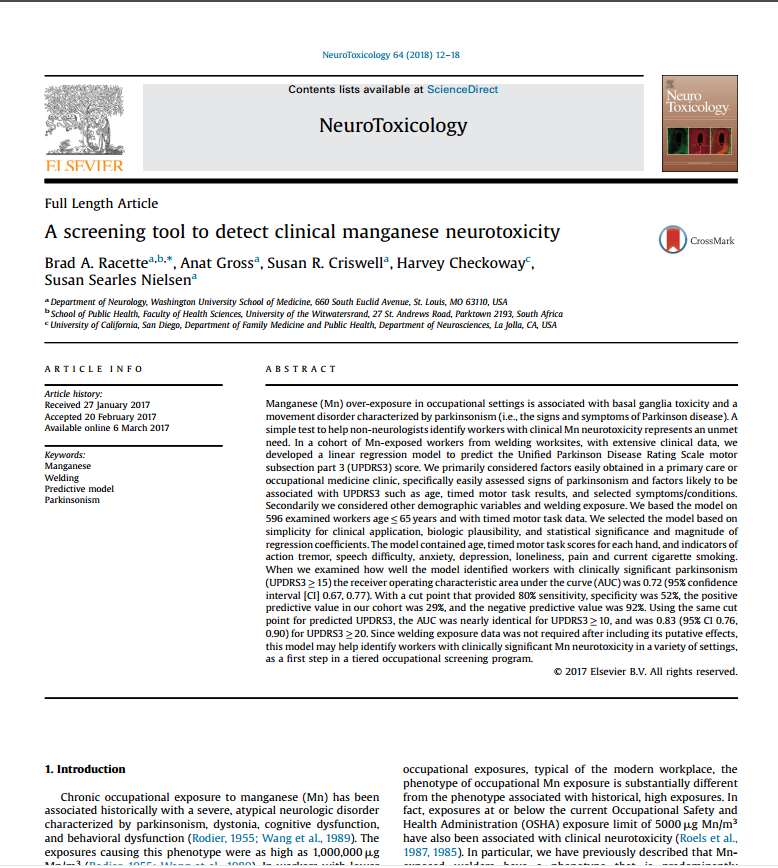 NeuroToxicology 64 (2018) 12–18
Contents lists available at ScienceDirect
NeuroToxicology
ELSEVIER
Neuro
Toxicology
Full Length Article
A screening tool to detect clinical manganese neurotoxicity
CrossMark
Brad A. Racettea,b,*, Anat Grossa, Susan R. Criswella, Harvey Checkowayc,
Susan Searles Nielsena
a Department of Neurology, Washington University School of Medicine, 660 South Euclid Avenue, St. Louis, MO 63110, USA
b School of Public Health, Faculty of Health Sciences, University of the Witwatersrand, 27 St. Andrews Road, Parktown 2193, South Africa
c University of California, San Diego, Department of Family Medicine and Public Health, Department of Neurosciences, La Jolla, CA, USA
ARTICLE INFO
Article history:
Received 27 January 2017
Accepted 20 February 2017
Available online 6 March 2017
Keywords:
Manganese
Welding
Predictive model
Parkinsonism
ABSTRACT
Manganese (Mn) over-exposure in occupational settings is associated with basal ganglia toxicity and a
movement disorder characterized by parkinsonism (i.e., the signs and symptoms of Parkinson disease). A
simple test to help non-neurologists identify workers with clinical Mn neurotoxicity represents an unmet
need. In a cohort of Mn-exposed workers from welding worksites, with extensive clinical data, we
developed a linear regression model to predict the Unified Parkinson Disease Rating Scale motor
subsection part 3 (UPDRS3) score. We primarily considered factors easily obtained in a primary care or
occupational medicine clinic, specifically easily assessed signs of parkinsonism and factors likely to be
associated with UPDRS3 such as age, timed motor task results, and selected symptoms/conditions.
Secondarily we considered other demographic variables and welding exposure. We based the model on
596 examined workers age ≤ 65 years and with timed motor task data. We selected the model based on
simplicity for clinical application, biologic plausibility, and statistical significance and magnitude of
regression coefficients. The model contained age, timed motor task scores for each hand, and indicators of
action tremor, speech difficulty, anxiety, depression, loneliness, pain and current cigarette smoking.
When we examined how well the model identified workers with clinically significant parkinsonism
(UPDRS3 ≥ 15) the receiver operating characteristic area under the curve (AUC) was 0.72 (95% confidence
interval [CI] 0.67, 0.77). With a cut point that provided 80% sensitivity, specificity was 52%, the positive
predictive value in our cohort was 29%, and the negative predictive value was 92%. Using the same cut
point for predicted UPDRS3, the AUC was nearly identical for UPDRS3 ≥ 10, and was 0.83 (95% CI 0.76,
0.90) for UPDRS3 ≥ 20. Since welding exposure data was not required after including its putative effects,
this model may help identify workers with clinically significant Mn neurotoxicity in a variety of settings,
as a first step in a tiered occupational screening program.
© 2017 Elsevier B.V. All rights reserved.
1. Introduction
Chronic occupational exposure to manganese (Mn) has been
associated historically with a severe, atypical neurologic disorder
characterized by parkinsonism, dystonia, cognitive dysfunction,
and behavioral dysfunction (Rodier, 1955; Wang et al., 1989). The
exposures causing this phenotype were as high as 1,000,000 μg
occupational exposures, typical of the modern workplace, the
phenotype of occupational Mn exposure is substantially different
from the phenotype associated with historical, high exposures. In
fact, exposures at or below the current Occupational Safety and
Health Administration (OSHA) exposure limit of 5000 μg Mn/m³
have also been associated with clinical neurotoxicity (Roels et al.,
1987, 1985). In particular, we have previously described that Mn-